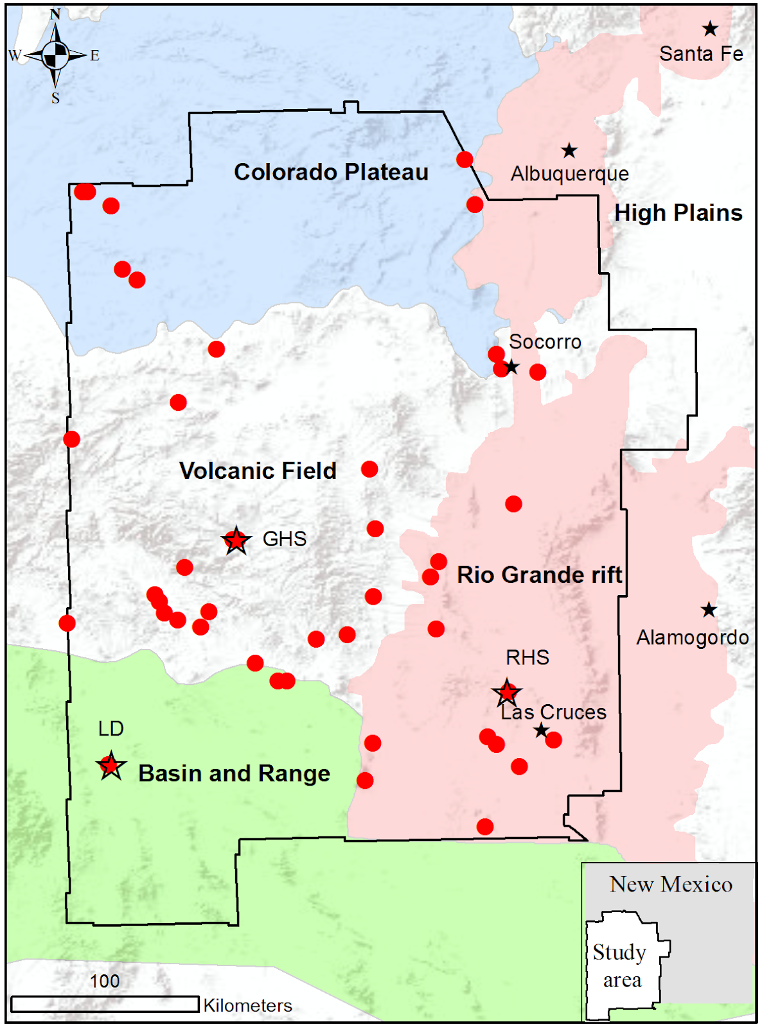 N
W E
S
Santa Fe
Albuquerque
Colorado Plateau
High Plains
Socorro
Volcanic Field
GHS
Rio Grande rift
Alamogordo
RHS
Las Cruces
LD
Basin and Range
New Mexico
Study
area
100
Kilometers